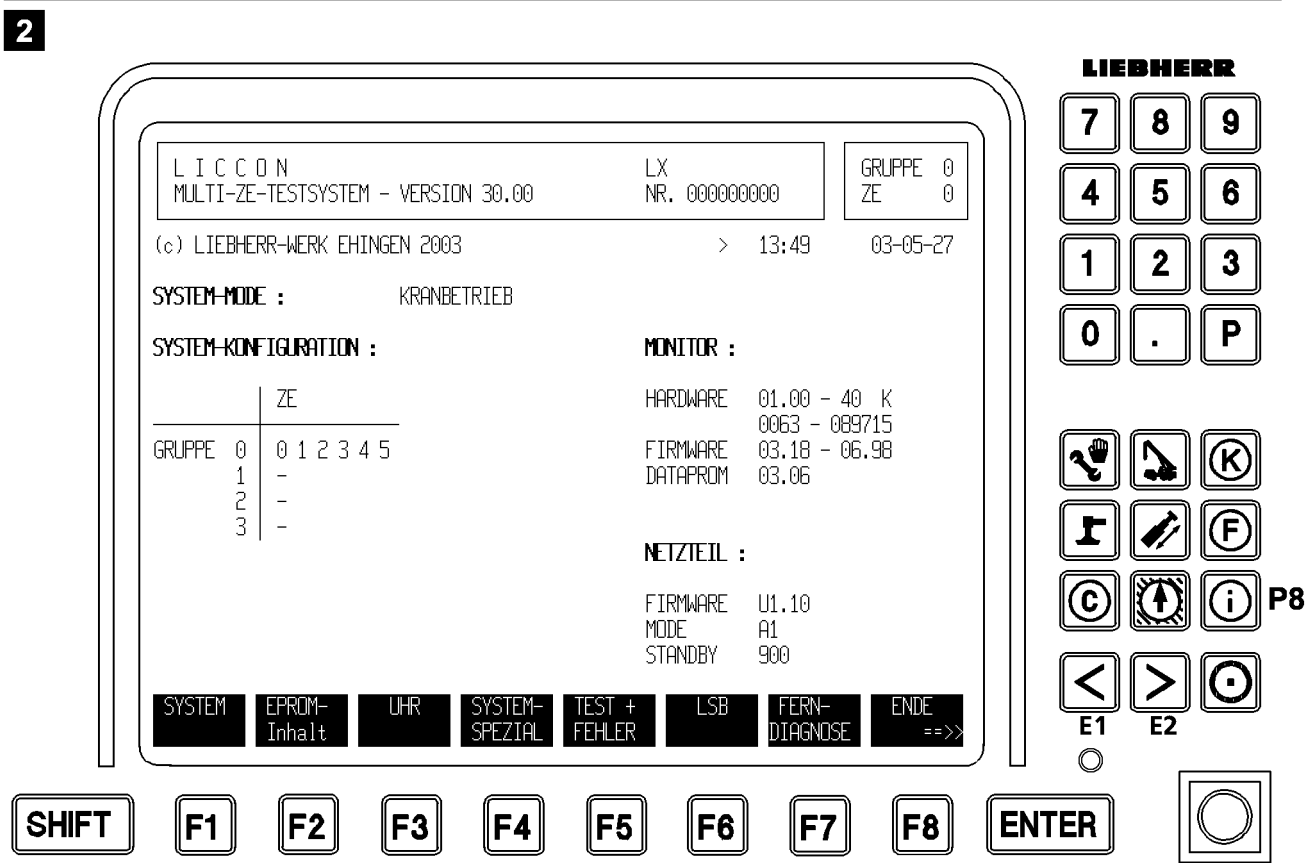 2
LIEBHERR
L I C C O N LX GRUPPE 0
MULTI-ZE-TESTSYSTEM - VERSION 30.00 NR. 000000000 ZE 0
(c) LIEBHERR-WERK EHINGEN 2003 > 13:49 03-05-27
SYSTEM-MODE : KRANBETRIEB
SYSTEM-KONFIGURATION :
ZE
GRUPPE 0 0 1 2 3 4 5
1 -
2 -
3 -
MONITOR :
HARDWARE 01.00 - 40 K
0063 - 089715
FIRMWARE 03.18 - 06.98
DATAPROM 03.06
NETZTEIL :
FIRMWARE U1.10
MODE A1
STANDBY 900
SYSTEM
EPROM-
Inhalt
UHR
SYSTEM-
SPEZIAL
TEST +
FEHLER
LSB
FERN-
DIAGNOSE
ENDE
==>>
7 8 9
4 5 6
1 2 3
0 . P
K
F
C i P8
< >
E1 E2
SHIFT F1 F2 F3 F4 F5 F6 F7 F8 ENTER